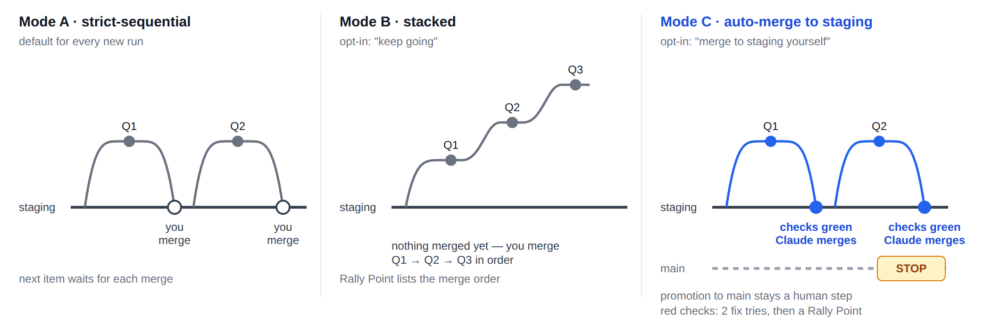 Mode A · strict-sequential
default for every new run
Q1
Q2
staging
you
merge
you
merge
next item waits for each merge
Mode B · stacked
opt-in: "keep going"
Q3
Q2
Q1
staging
nothing merged yet — you merge
Q1 → Q2 → Q3 in order
Rally Point lists the merge order
Mode C · auto-merge to staging
opt-in: "merge to staging yourself"
Q1
Q2
staging
checks green
Claude merges
checks green
Claude merges
main
STOP
promotion to main stays a human step
red checks: 2 fix tries, then a Rally Point